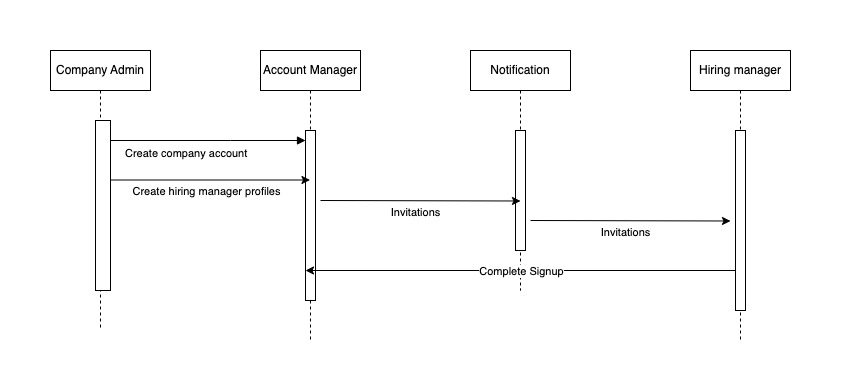 Company Admin
Account Manager
Notification
Hiring manager
Create company account
Create hiring manager profiles
Invitations
Invitations
Complete Signup